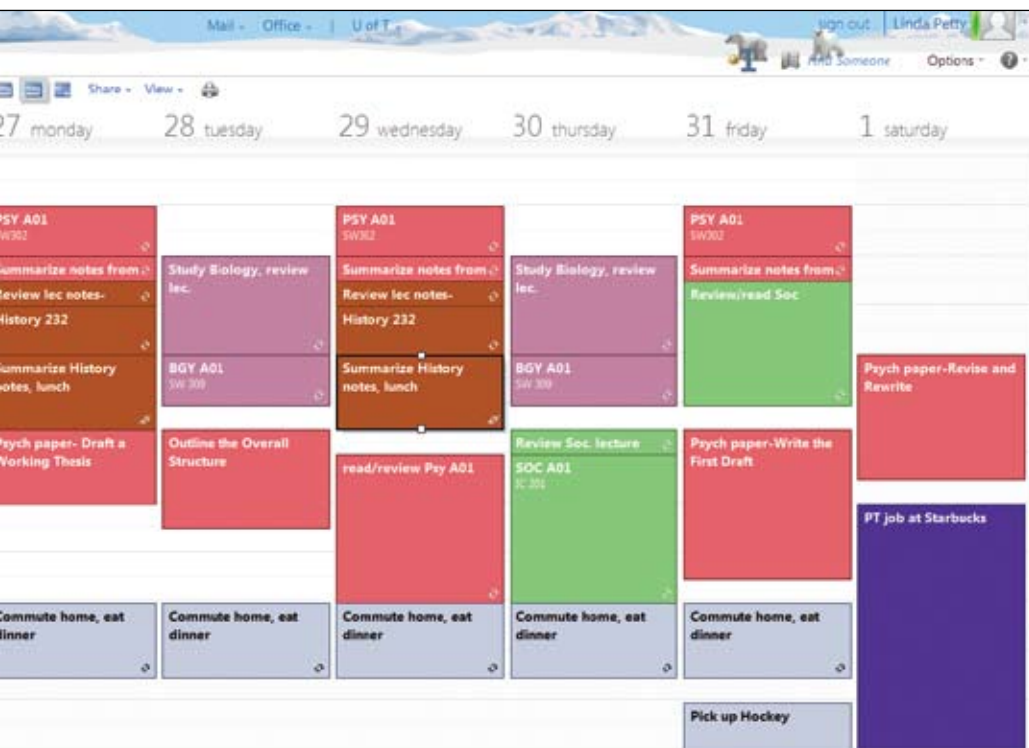 Mail Office | U of T
sign out Linda Petty
Someone Options
Share View
27 monday 28 tuesday 29 wednesday 30 thursday 31 friday 1 saturday
PSY A01
SW302
Summarize notes from
Review lec notes-
History 232
Summarize History
notes, lunch
Psych paper- Draft a
Working Thesis
Commute home, eat
dinner
Study Biology, review
lec.
BGY A01
SW 309
Outline the Overall
Structure
Commute home, eat
dinner
PSY A01
SW302
Summarize notes from
Review lec notes-
History 232
Summarize History
notes, lunch
read/review Psy A01
Commute home, eat
dinner
Study Biology, review
lec.
BGY A01
SW 309
Review Soc. lecture
SOC A01
IC 201
Commute home, eat
dinner
PSY A01
SW302
Summarize notes from
Review/read Soc
Psych paper-Write the
First Draft
Commute home, eat
dinner
Pick up Hockey
Psych paper-Revise and
Rewrite
PT job at Starbucks